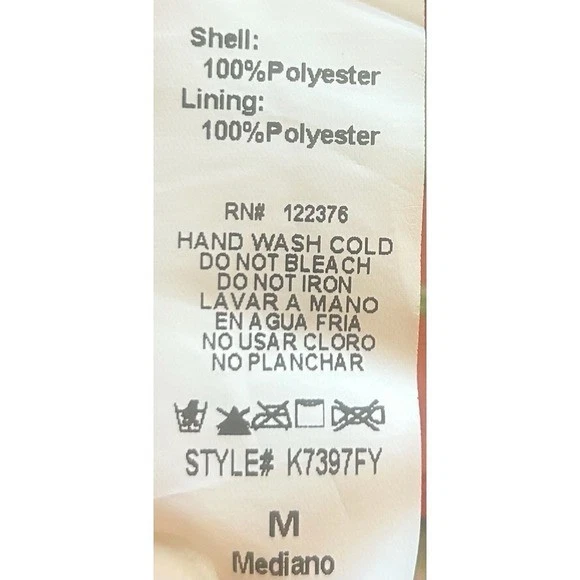 Shell:
100%Polyester
Lining:
100%Polyester
RN# 122376
HAND WASH COLD
DO NOT BLEACH
DO NOT IRON
LAVAR A MANO
EN AGUA FRIA
NO USAR CLORO
NO PLANCHAR
STYLE# K7397FY
M
Mediano